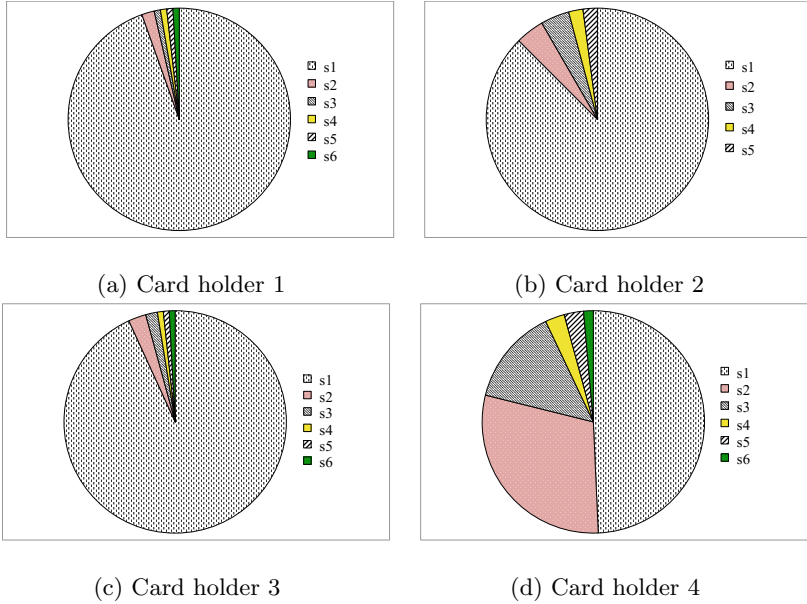 s1
s2
s3
s4
s5
s6
(a) Card holder 1
s1
s2
s3
s4
s5
(b) Card holder 2
s1
s2
s3
s4
s5
s6
(c) Card holder 3
s1
s2
s3
s4
s5
s6
(d) Card holder 4